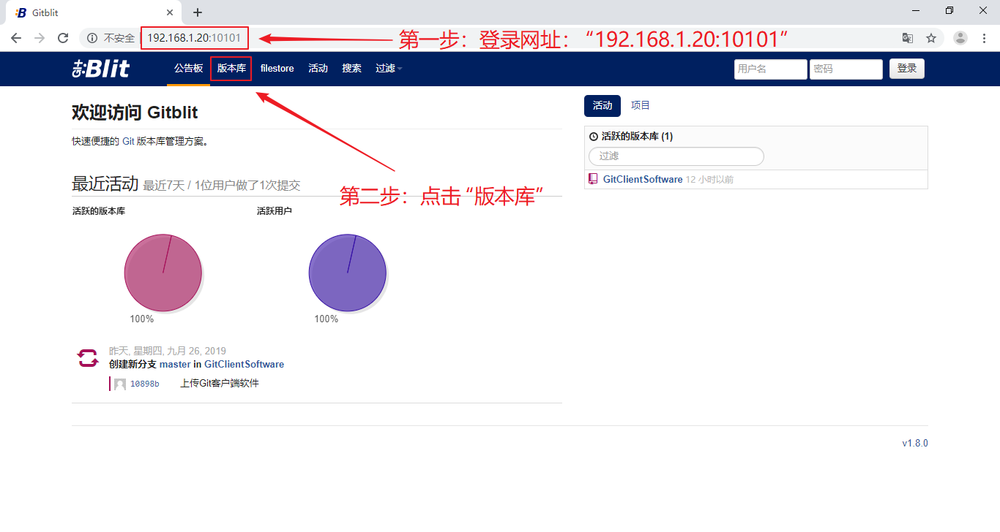 Gitblit
不安全 192.168.1.20:10101 第一步：登录网址：“192.168.1.20:10101”
Blit 公告板 版本库 filestore 活动 搜索 过滤 用户名 密码 登录
欢迎访问 Gitblit
快速便捷的 Git 版本库管理方案。
最近活动 最近7天 / 1位用户做了1次提交
第二步：点击“版本库”
活跃的版本库 活跃用户
100% 100%
昨天, 星期四, 九月 26, 2019
创建新分支 master in GitClientSoftware
10898b 上传Git客户端软件
活动 项目
活跃的版本库 (1)
过滤
GitClientSoftware 12 小时以前
v1.8.0